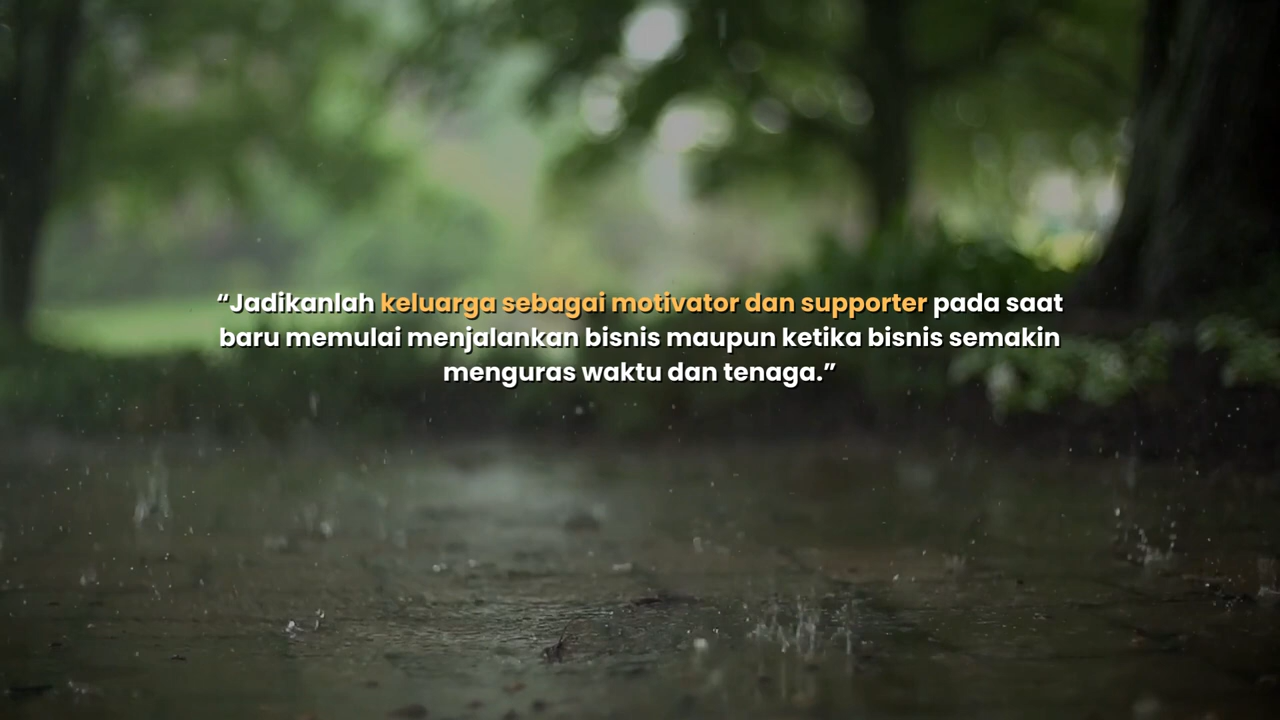 “Jadikanlah keluarga sebagai motivator dan supporter pada saat
baru memulai menjalankan bisnis maupun ketika bisnis semakin
menguras waktu dan tenaga.”